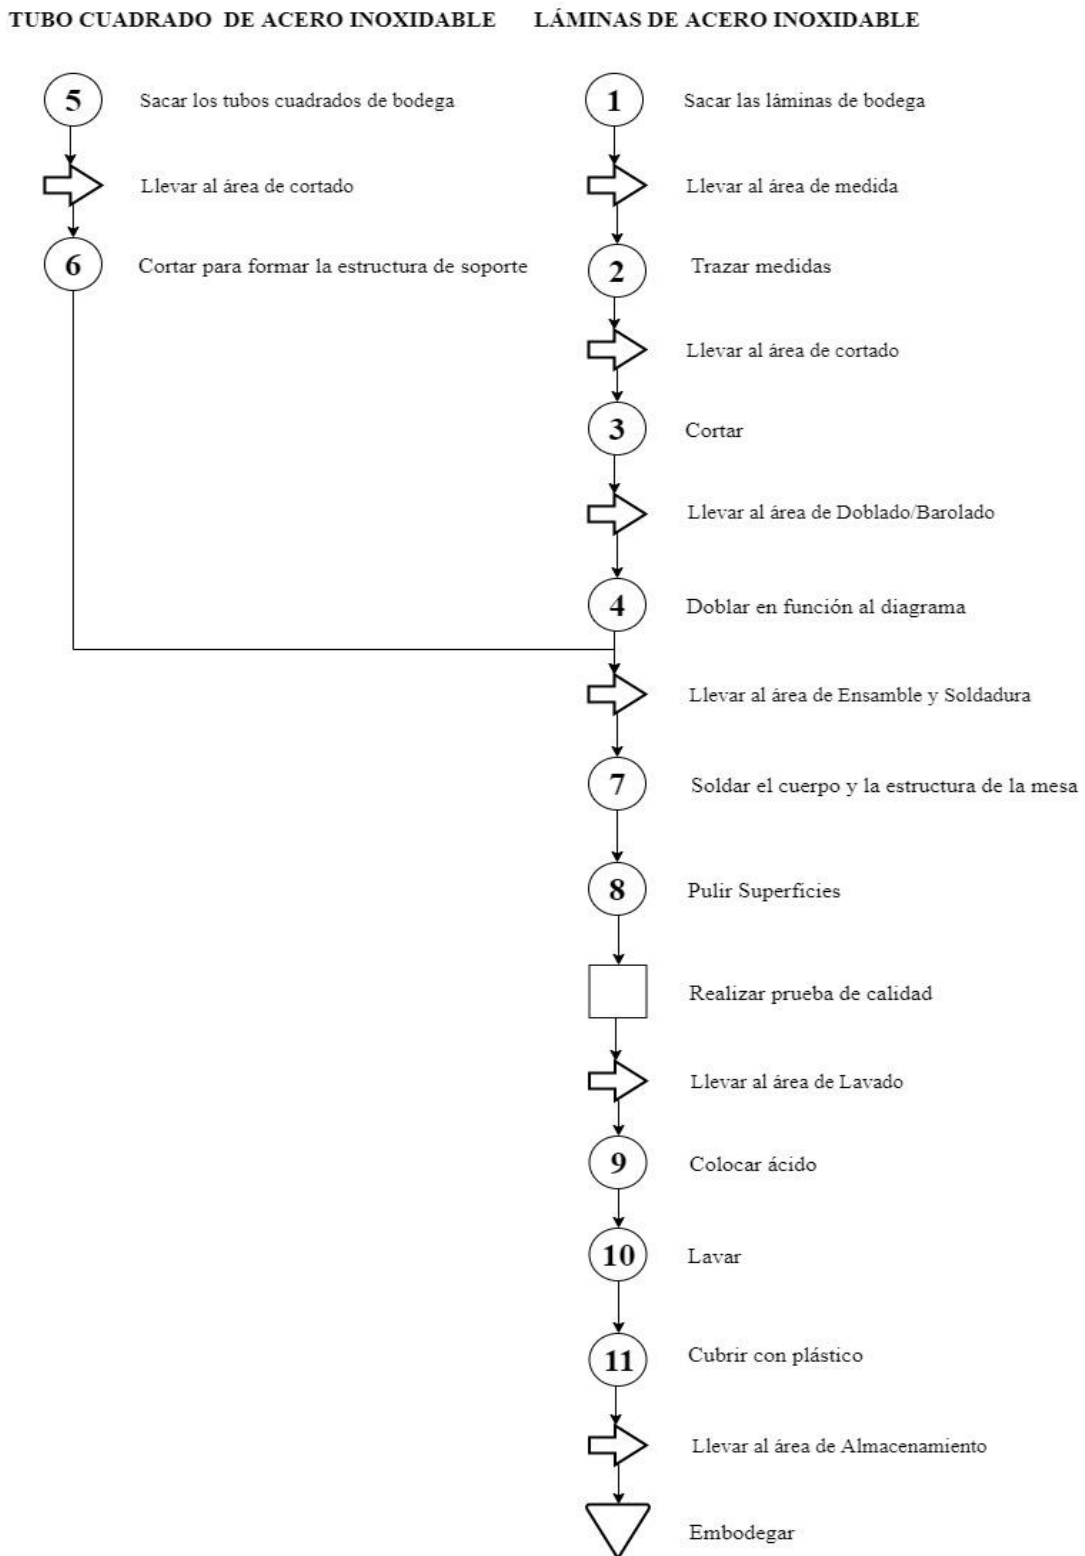 TUBO CUADRADO DE ACERO INOXIDABLE
5 Sacar los tubos cuadrados de bodega
Llevar al área de cortado
6 Cortar para formar la estructura de soporte
LÁMINAS DE ACERO INOXIDABLE
1 Sacar las láminas de bodega
Llevar al área de medida
2 Trazar medidas
Llevar al área de cortado
3 Cortar
Llevar al área de Doblado/Barolado
4 Doblar en función al diagrama
Llevar al área de Ensamble y Soldadura
7 Soldar el cuerpo y la estructura de la mesa
8 Pulir Superfícies
Realizar prueba de calidad
Llevar al área de Lavado
9 Colocar ácido
10 Lavar
11 Cubrir con plástico
Llevar al área de Almacenamiento
Embodegar